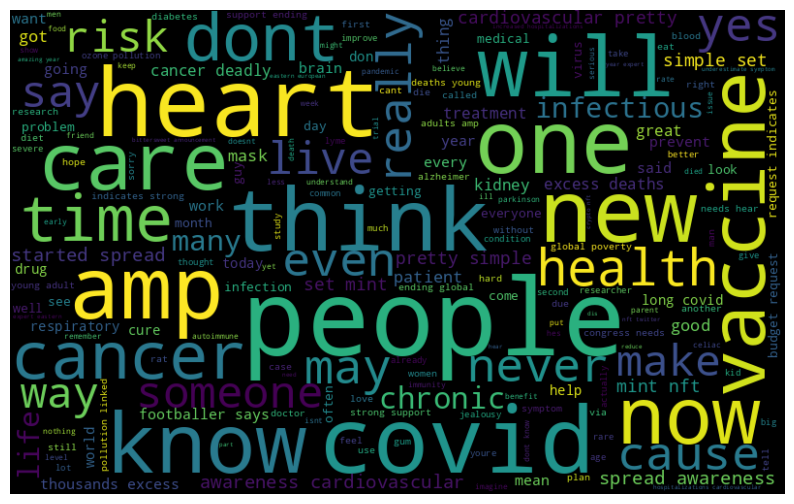 want
men
food
diabetes
support ending
first
improve
cardiovascular pretty
yes
got
risk
dont
don
really
thing
medical
will
virus
take
blood
eat
rate
simple set
say
going
cancer deadly
brain
ozone pollution
research
problem
diet
severe
heart
deaths young
die
called
infectious
right
adults amp
treatment
great
prevent
one
care
mask
day
week
live
guy
year
every
said
look
better
died
issue
vaccine
request indicates
hope
friend
sorry
indicates strong
understand
common
alzheimer
getting
kidney
everyone
excess deaths
needs hear
time
early
work
month
many
think
study
much
ill
parkinson
without
condition
new
global poverty
man
give
started spread
drug
young adult
today
thought
yet
even
pretty simple
patient
hard
researcher
health
budget request
amp
well
see
cure
infection
set mint
ending global
come
second
due
put
long covid
another
good
parent
congress needs
respiratory
remember
autoimmune
rat
people
cancer
case
may
already
women
immunity
never
make
reduce
celiac
kid
mint nft
way
someone
love
chronic
benefit
help
pollution linked
footballer says
doctor
often
isnt
strong support
jealousy
symptom
via
rare
age
big
tell
now
life
world
still
nothing
level
lot
know
part
feel
use
gum
youre
covid
dont know
plan
cause
thousands excess
awareness cardiovascular
imagine
mean
spread awareness
hospitalizations cardiovascular